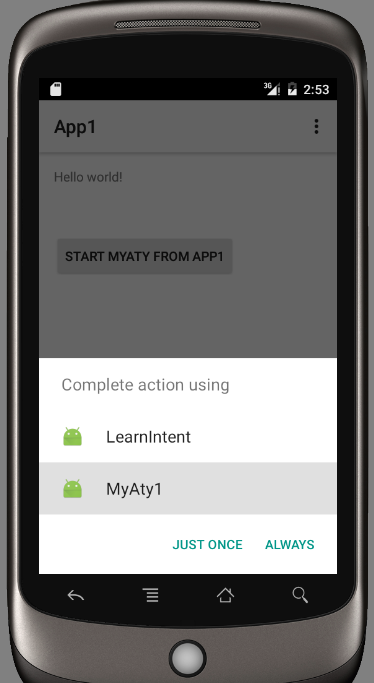 3G 2:53
App1
Hello world!
START MYATY FROM APP1
Complete action using
LearnIntent
MyAty1
JUST ONCE ALWAYS